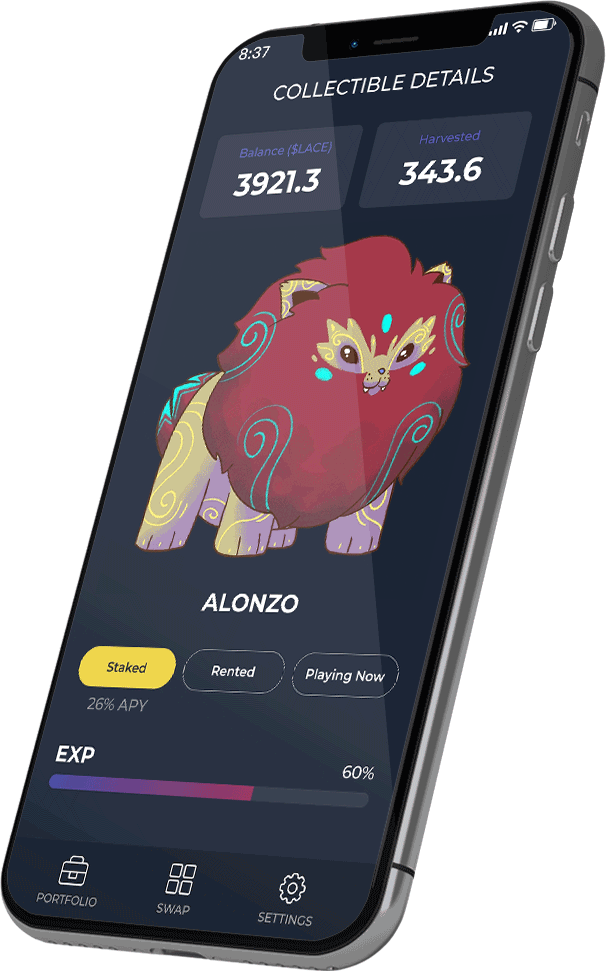 8:37
COLLECTIBLE DETAILS
Balance ($LACE)
3921.3
Harvested
343.6
ALONZO
Staked
Rented
Playing Now
26% APY
EXP
60%
PORTFOLIO
SWAP
SETTINGS